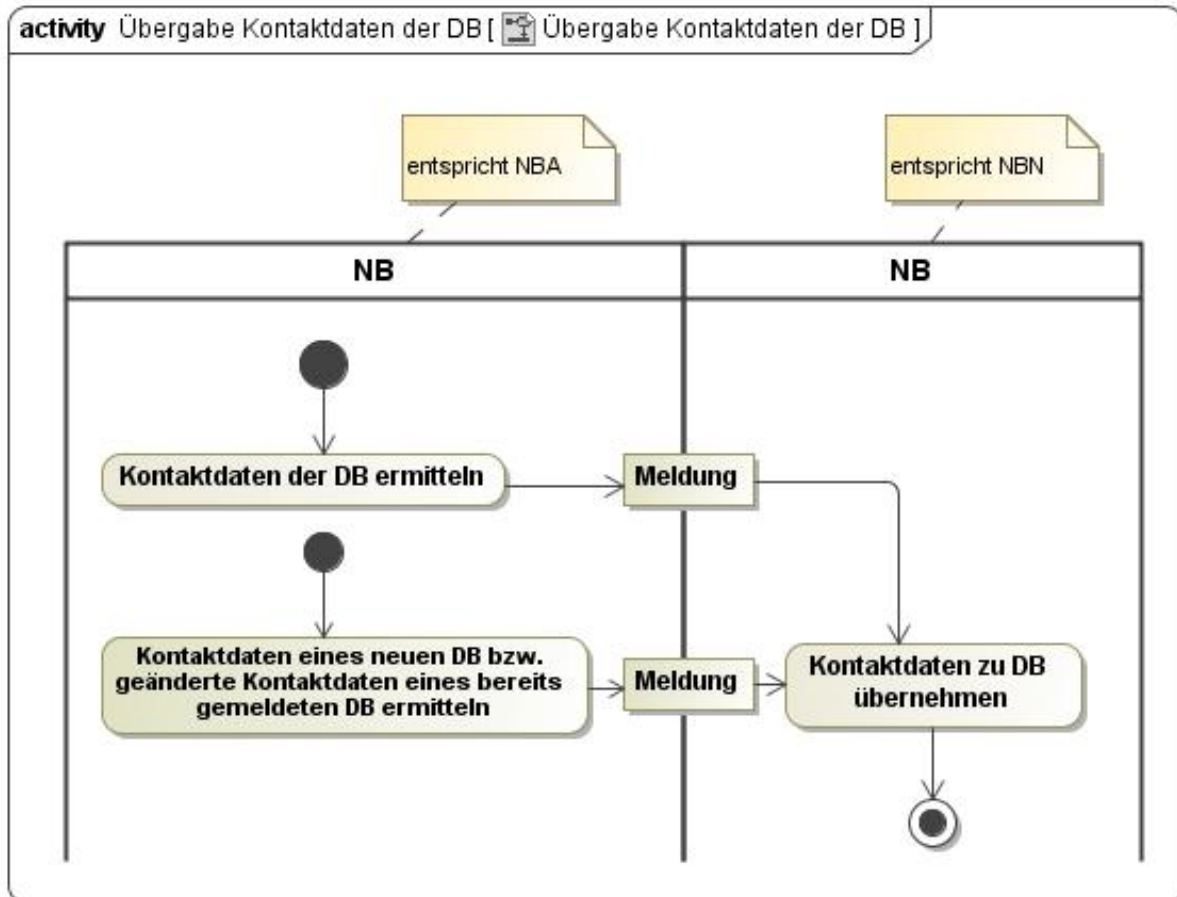 activity Übergabe Kontaktdaten der DB [ Übergabe Kontaktdaten der DB ]
entspricht NBA
entspricht NBN
NB
NB
Kontaktdaten der DB ermitteln
Meldung
Kontaktdaten eines neuen DB bzw.
geänderte Kontaktdaten eines bereits
gemeldeten DB ermitteln
Meldung
Kontaktdaten zu DB
übernehmen